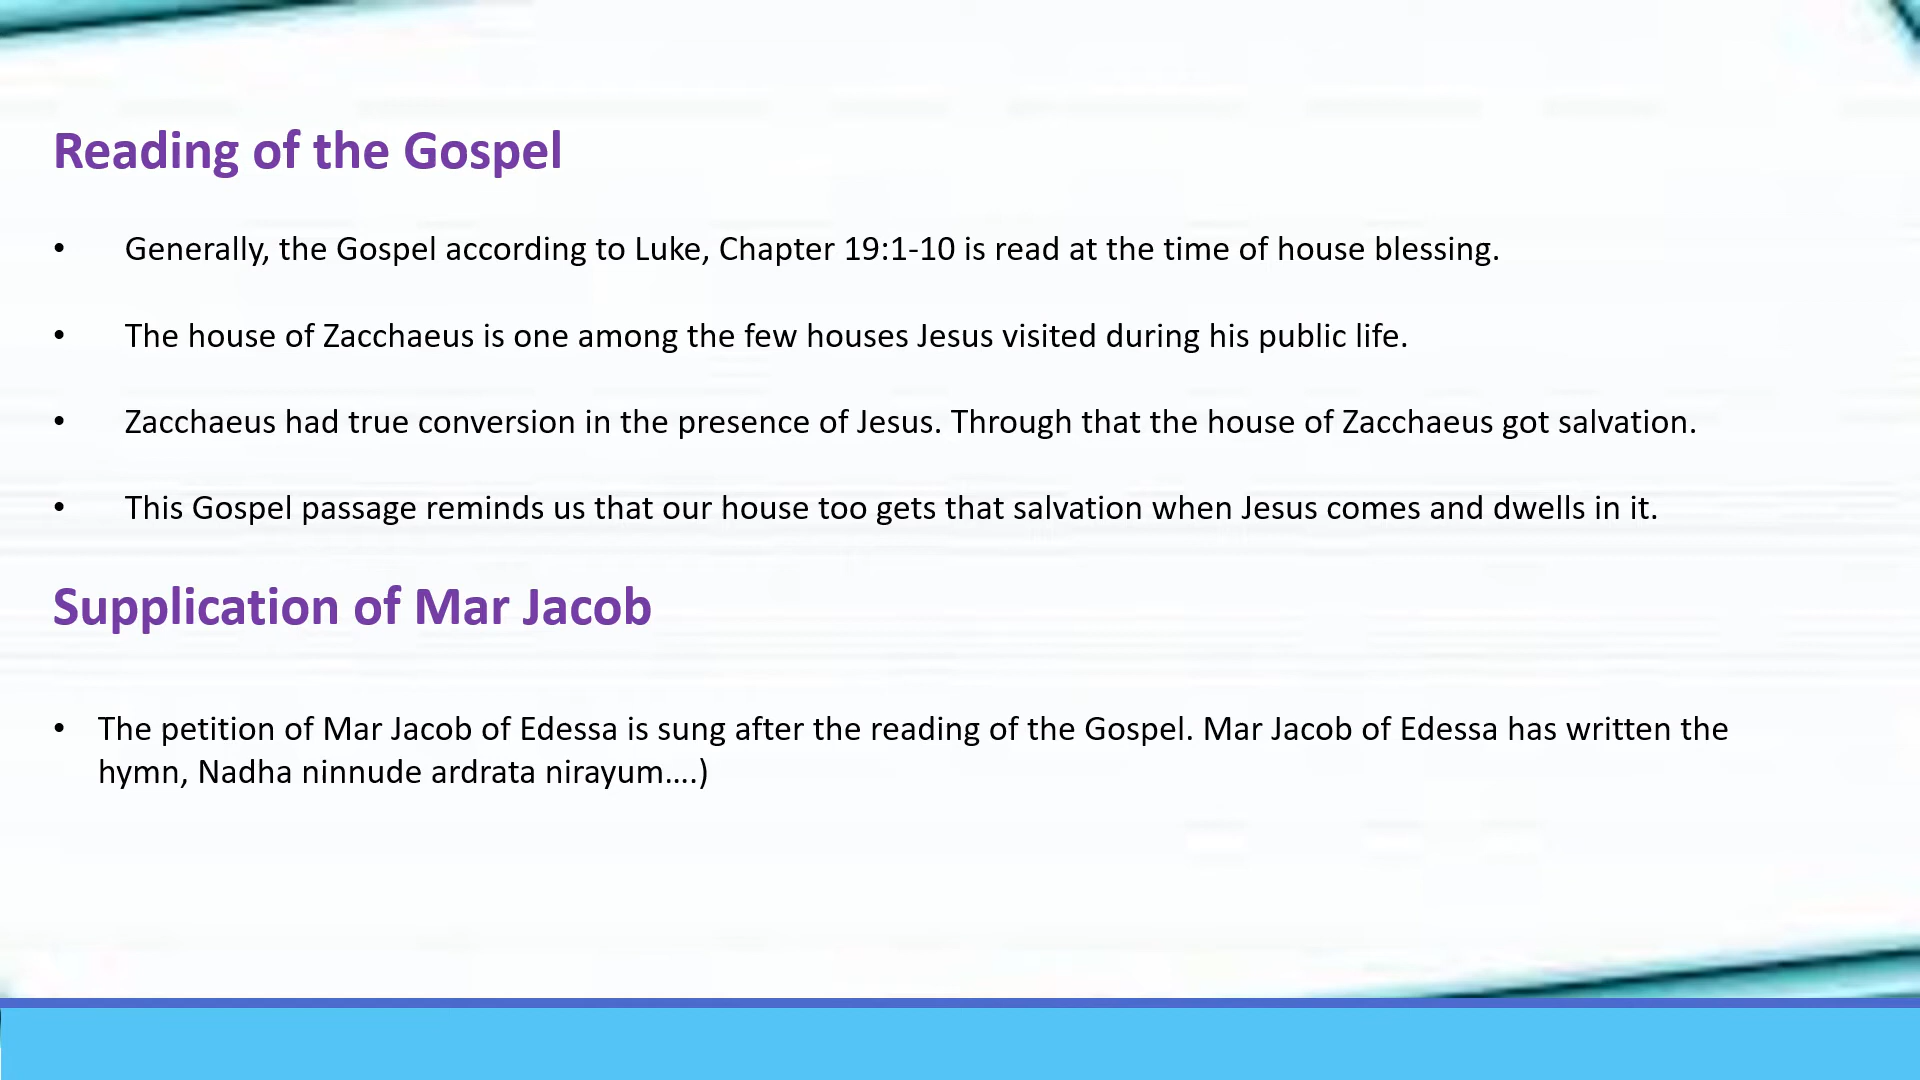 Reading of the Gospel
• Generally, the Gospel according to Luke, Chapter 19:1-10 is read at the time of house blessing.
• The house of Zacchaeus is one among the few houses Jesus visited during his public life.
• Zacchaeus had true conversion in the presence of Jesus. Through that the house of Zacchaeus got salvation.
• This Gospel passage reminds us that our house too gets that salvation when Jesus comes and dwells in it.
Supplication of Mar Jacob
• The petition of Mar Jacob of Edessa is sung after the reading of the Gospel. Mar Jacob of Edessa has written the
hymn, Nadha ninnude ardrata nirayum….)